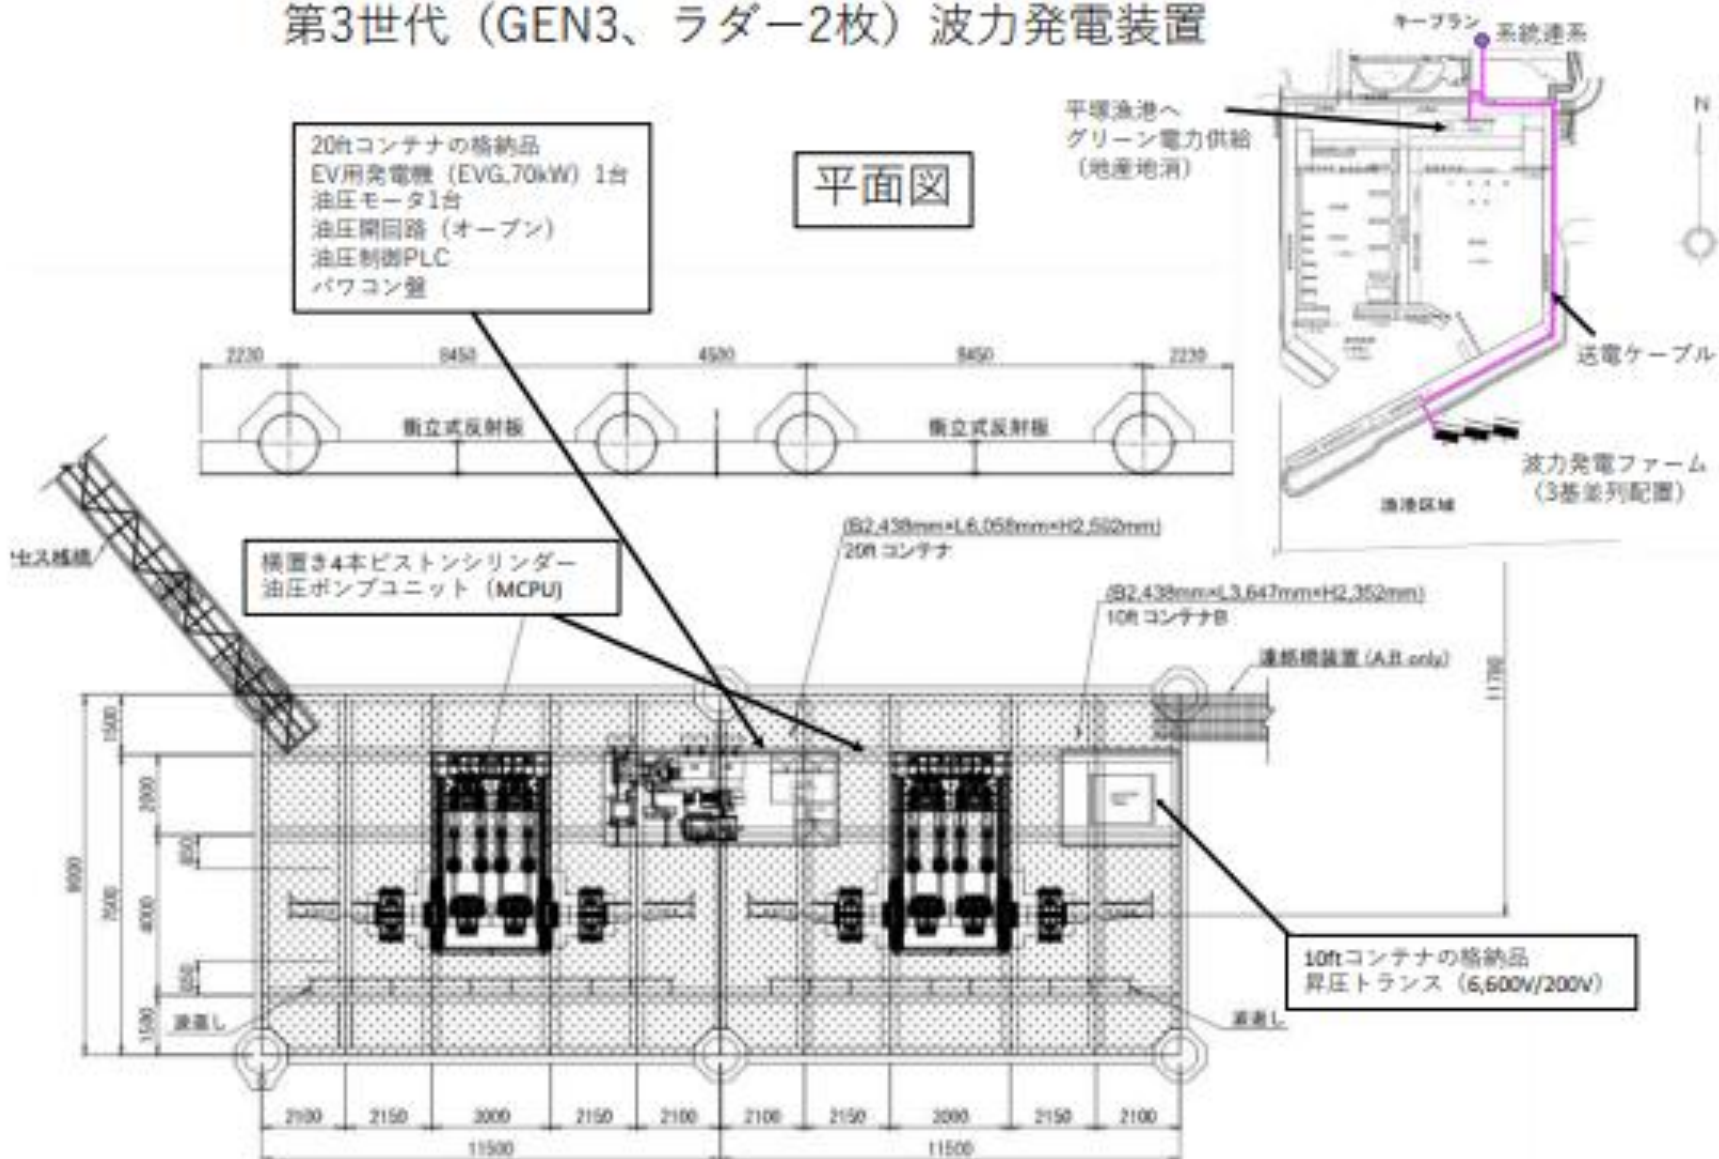 第3世代（GEN3、ラダー2枚）波力発電装置
キープラン
系統連系
平塚漁港へ
グリーン電力供給
（地産地消）
N
20ftコンテナの格納品
EV用発電機（EVG,70kW）1台
油圧モータ1台
油圧開回路（オープン）
油圧制御PLC
パワコン盤
平面図
送電ケーブル
波力発電ファーム
（3基並列配置）
漁港区域
2230
8450
4500
8450
2230
衝立式反射板
衝立式反射板
セス桟橋
横置き4本ピストンシリンダー
油圧ポンプユニット（MCPU)
(B2,438mm×L6,058mm×H2,592mm)
20ft コンテナ
(B2,438mm×L3,647mm×H2,352mm)
10ft コンテナB
連絡橋装置 (A,B only)
11700
1500
2000
650
4000
650
1500
7500
9000
波返し
波返し
10ftコンテナの格納品
昇圧トランス（6,600V/200V）
2100
2150
3000
2150
2100
2100
2150
3000
2150
2100
11500
11500